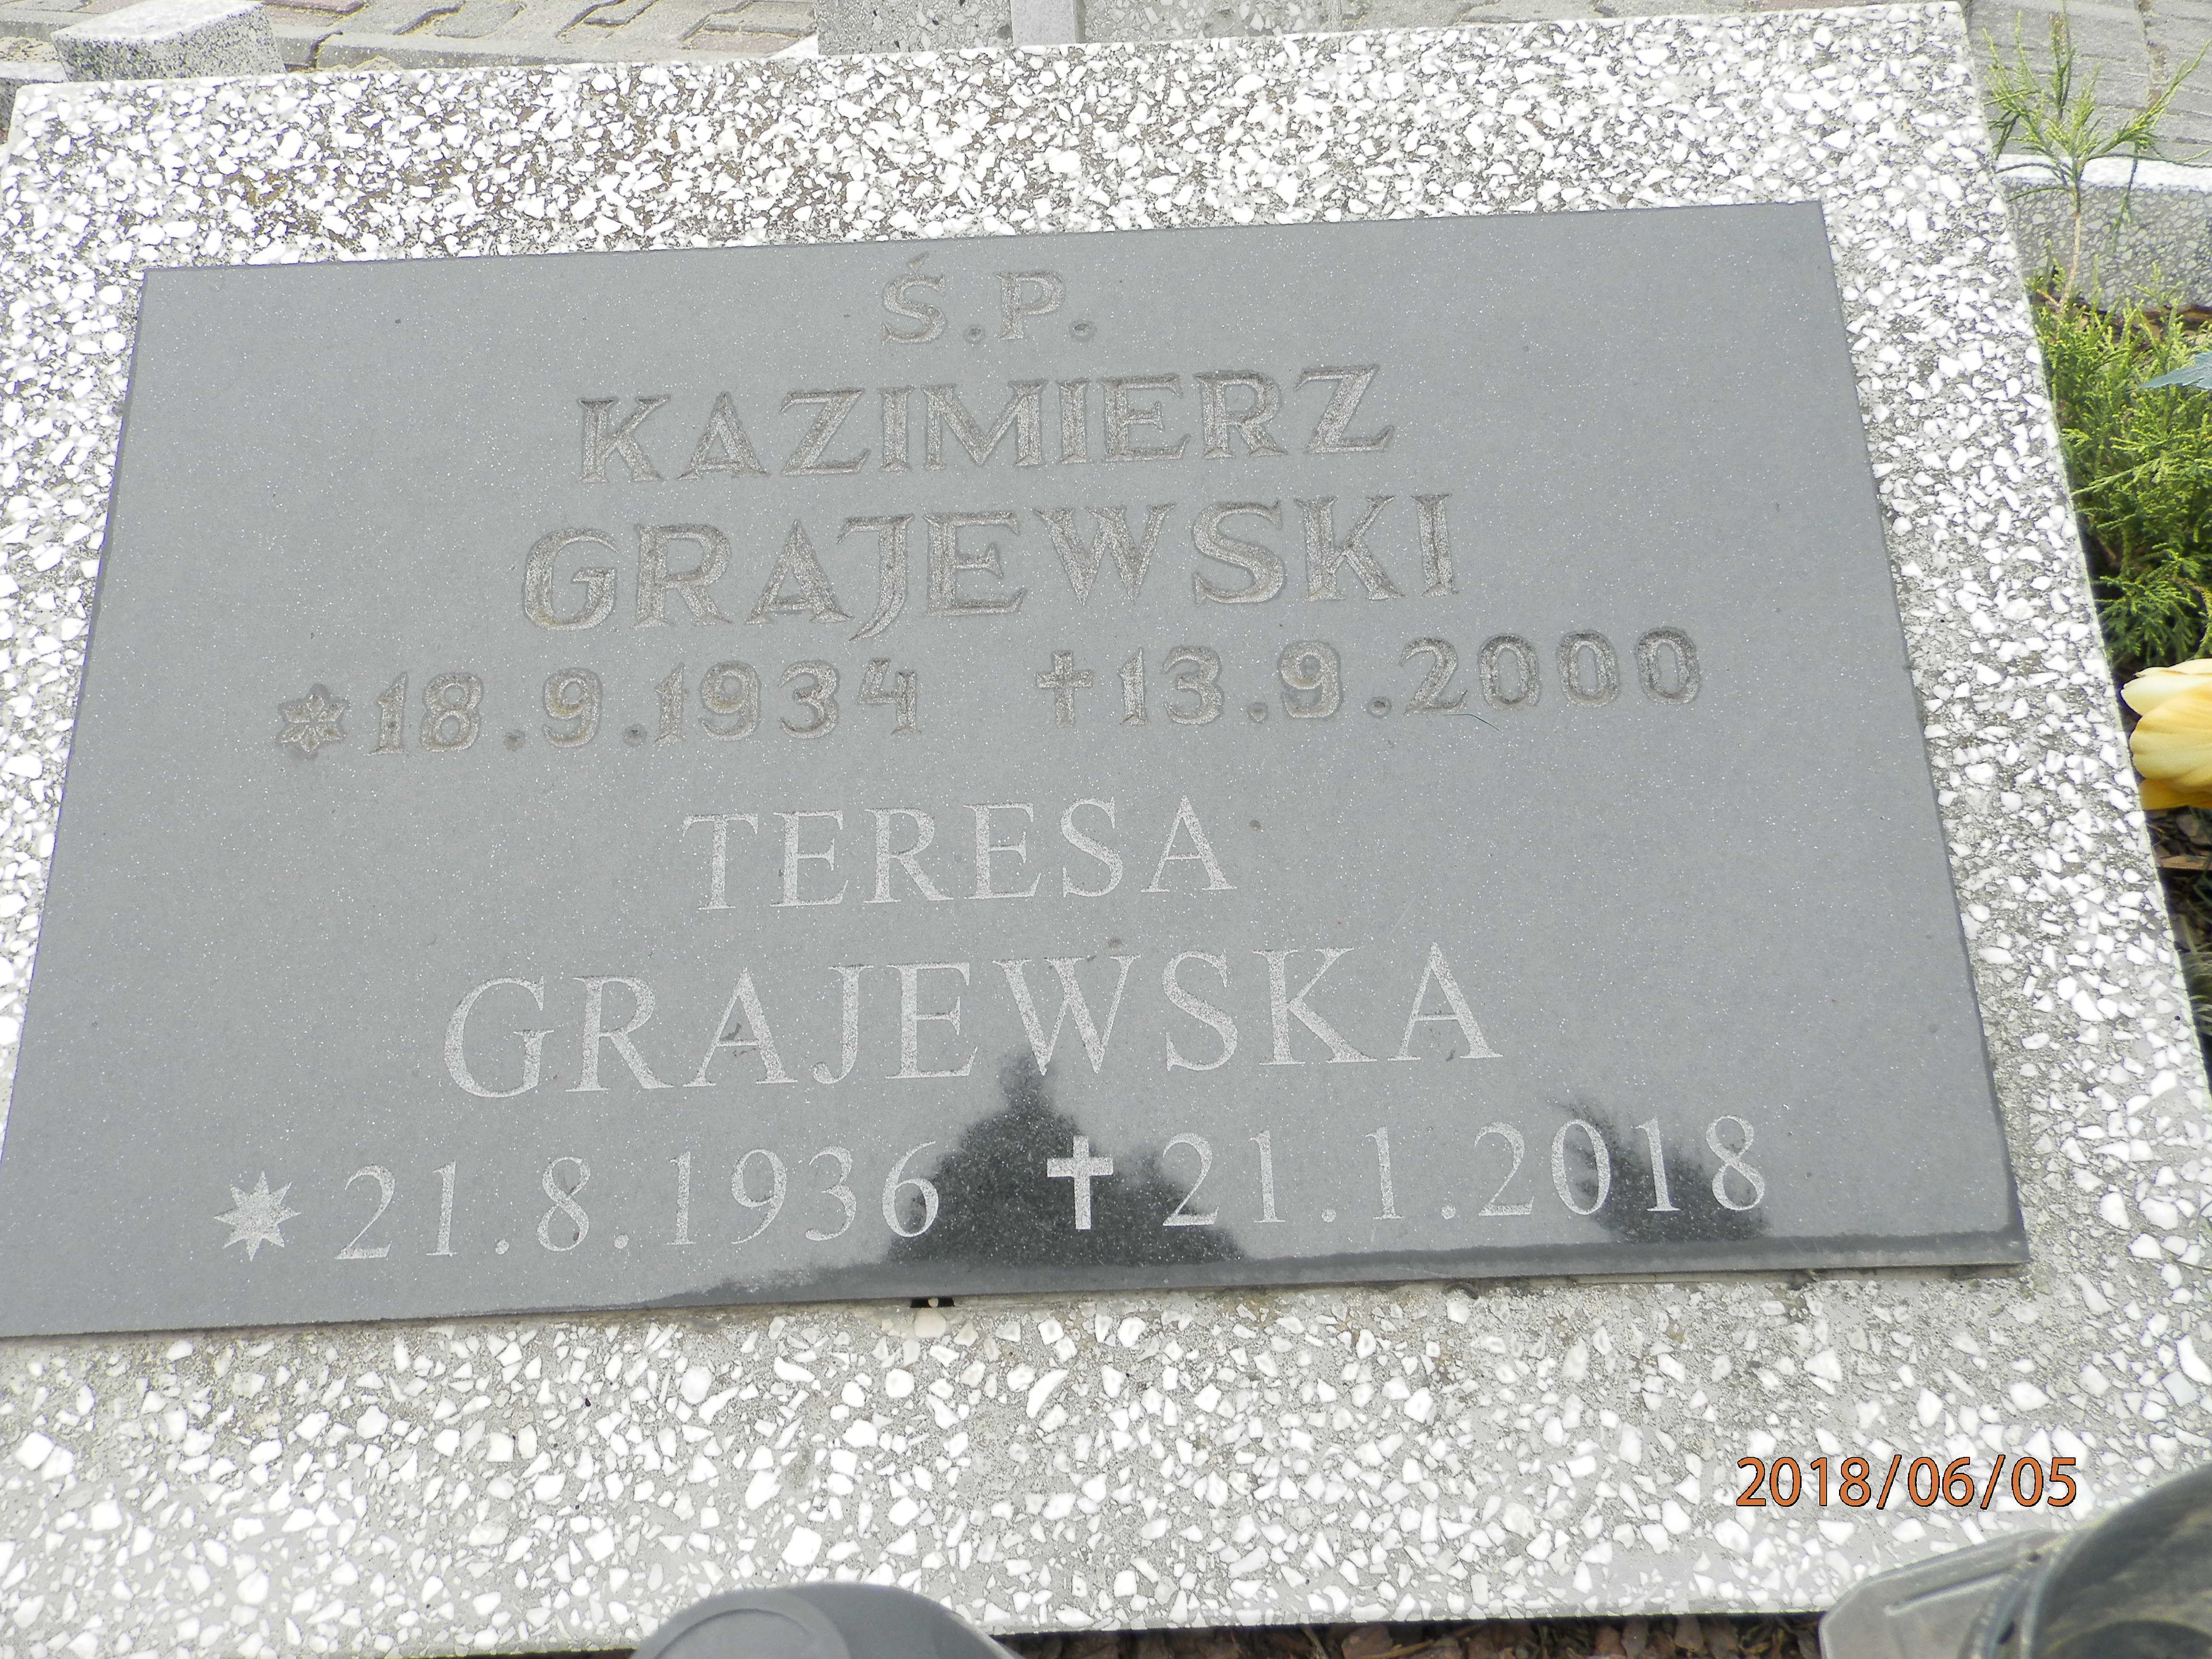 Ś.P.
KAZIMIERZ
GRAJEWSKI
*18.9.1934 ✝13.9.2000
TERESA
GRAJEWSKA
* 21.8.1936 ✝ 21.1.2018
2018/06/05